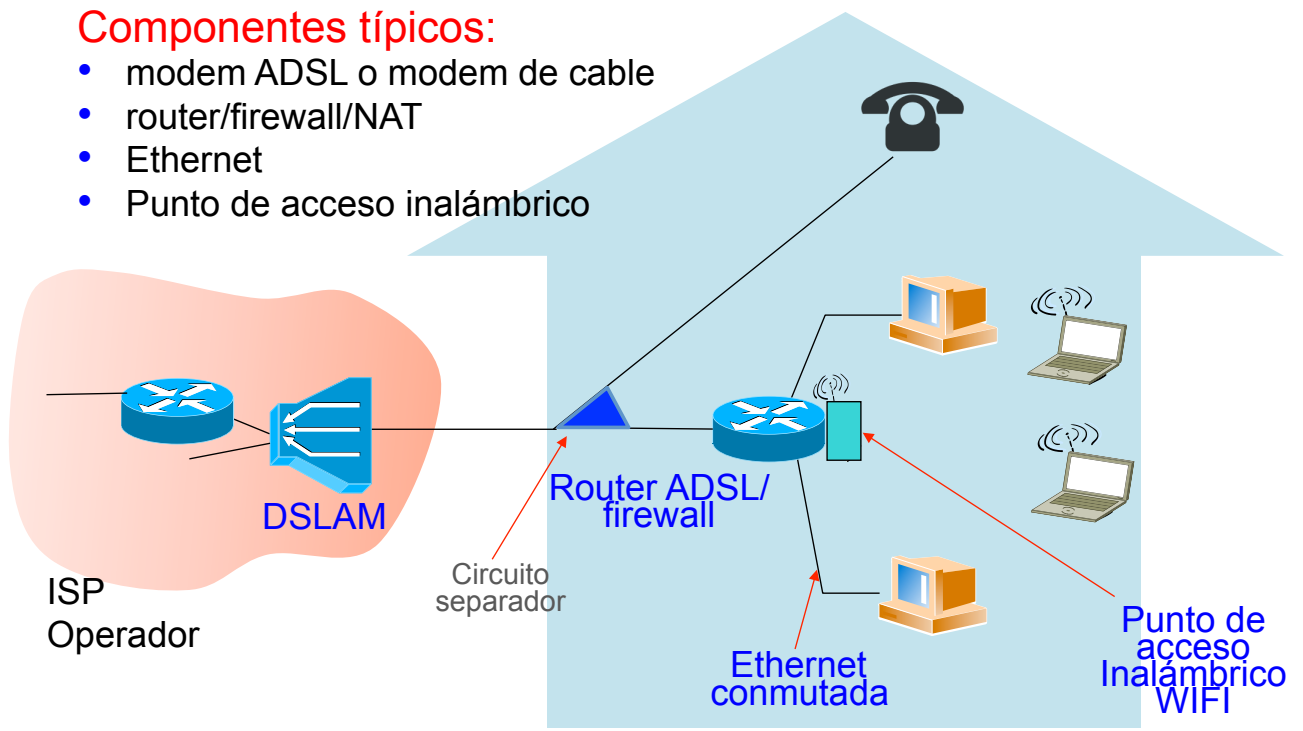 Componentes típicos:
• modem ADSL o modem de cable
• router/firewall/NAT
• Ethernet
• Punto de acceso inalámbrico
DSLAM
Router ADSL/
firewall
Circuito
separador
ISP
Operador
Ethernet
conmutada
Punto de
acceso
Inalámbrico
WIFI